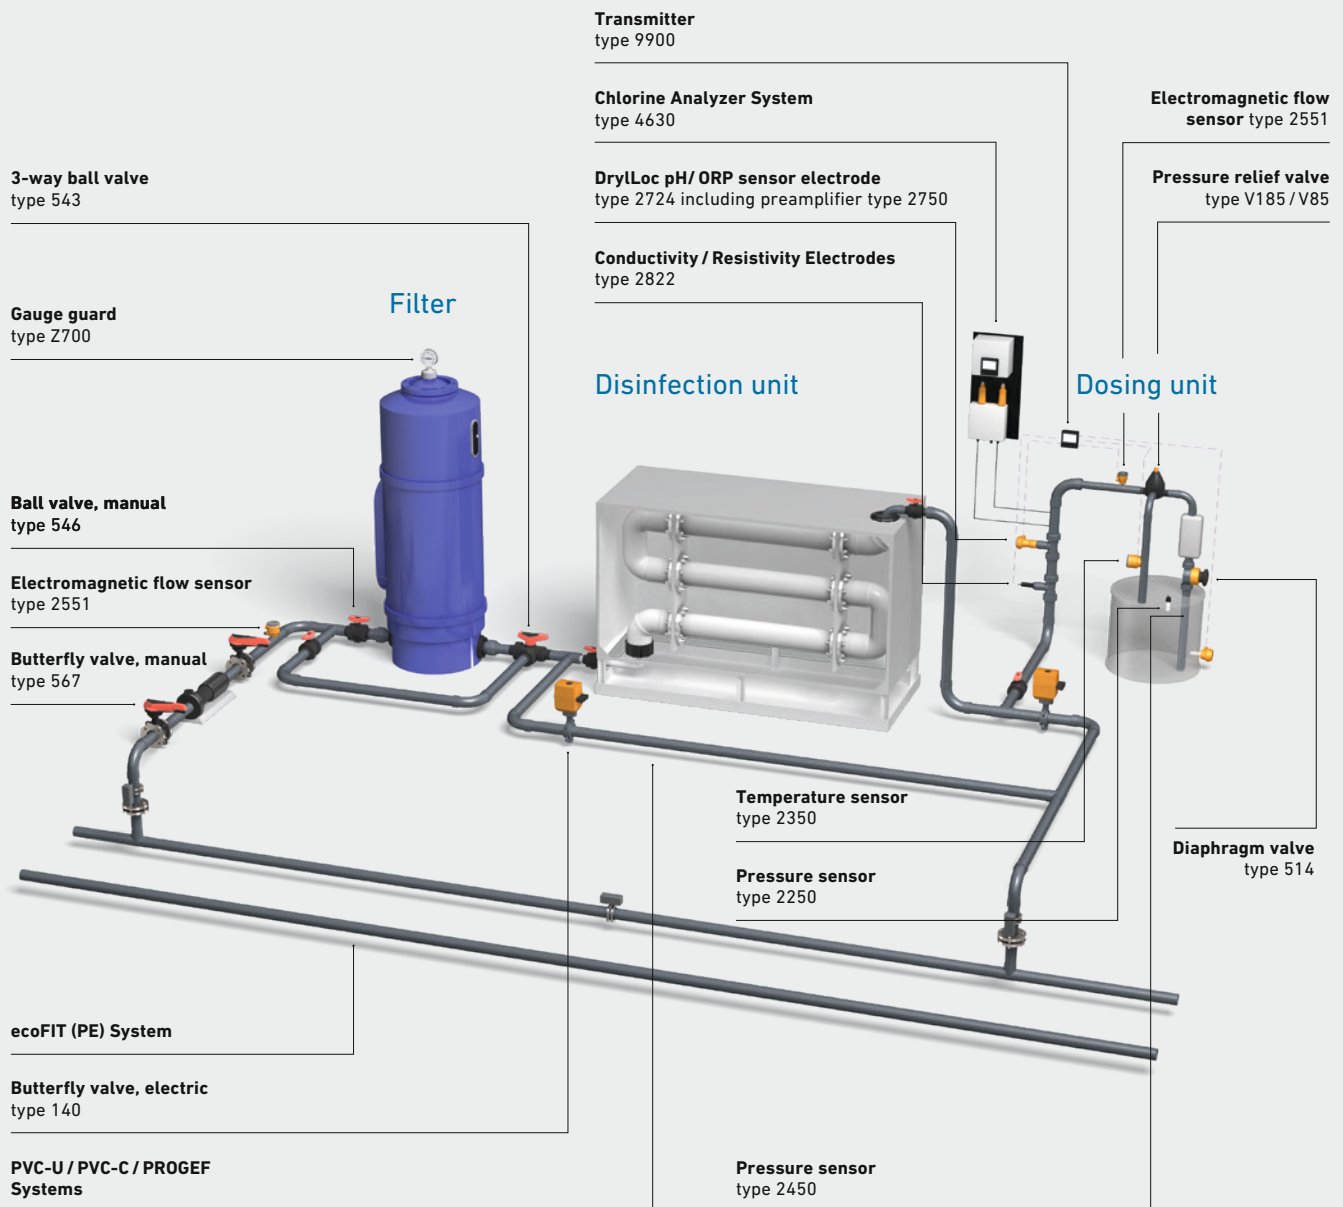 Transmitter
type 9900
Chlorine Analyzer System
type 4630
Electromagnetic flow
sensor type 2551
3-way ball valve
type 543
DrylLoc pH/ ORP sensor electrode
type 2724 including preamplifier type 2750
Pressure relief valve
type V185 / V85
Conductivity / Resistivity Electrodes
type 2822
Gauge guard
type Z700
Filter
Disinfection unit
Dosing unit
Ball valve, manual
type 546
Electromagnetic flow sensor
type 2551
Butterfly valve, manual
type 567
Temperature sensor
type 2350
Diaphragm valve
type 514
Pressure sensor
type 2250
ecoFIT (PE) System
Butterfly valve, electric
type 140
PVC-U / PVC-C / PROGEF
Systems
Pressure sensor
type 2450